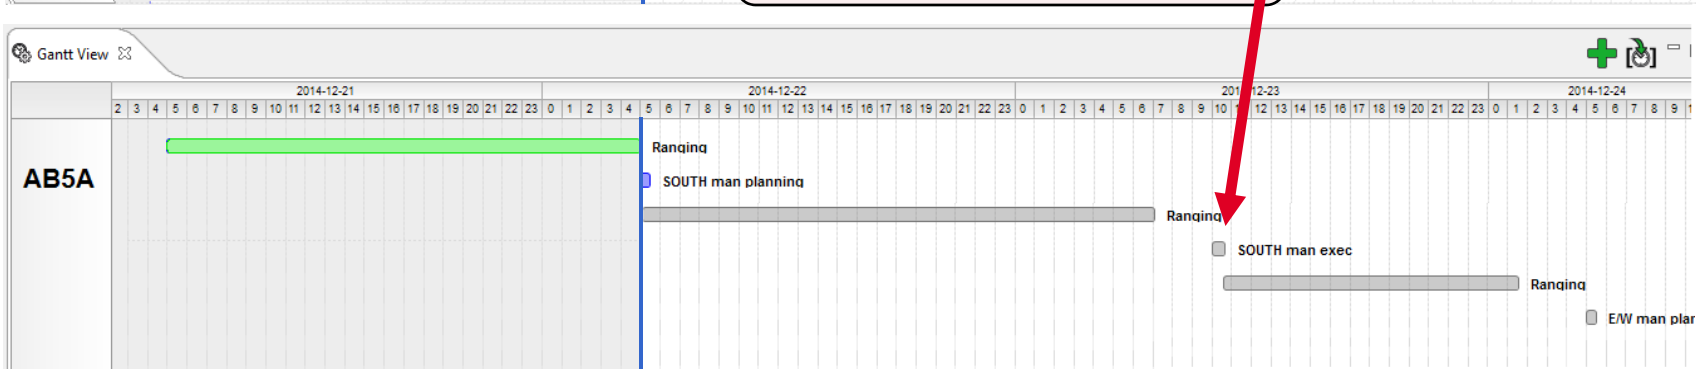 Gantt View
2014-12-21 2014-12-22 2014-12-23 2014-12-24
2 3 4 5 6 7 8 9 10 11 12 13 14 15 16 17 18 19 20 21 22 23 0 1 2 3 4 5 6 7 8 9 10 11 12 13 14 15 16 17 18 19 20 21 22 23 0 1 2 3 4 5 6 7 8 9 10 12 13 14 15 16 17 18 19 20 21 22 23 0 1 2 3 4 5 6 7 8 9
Ranging
AB5A
SOUTH man planning
Ranging
SOUTH man exec
Ranging
E/W man